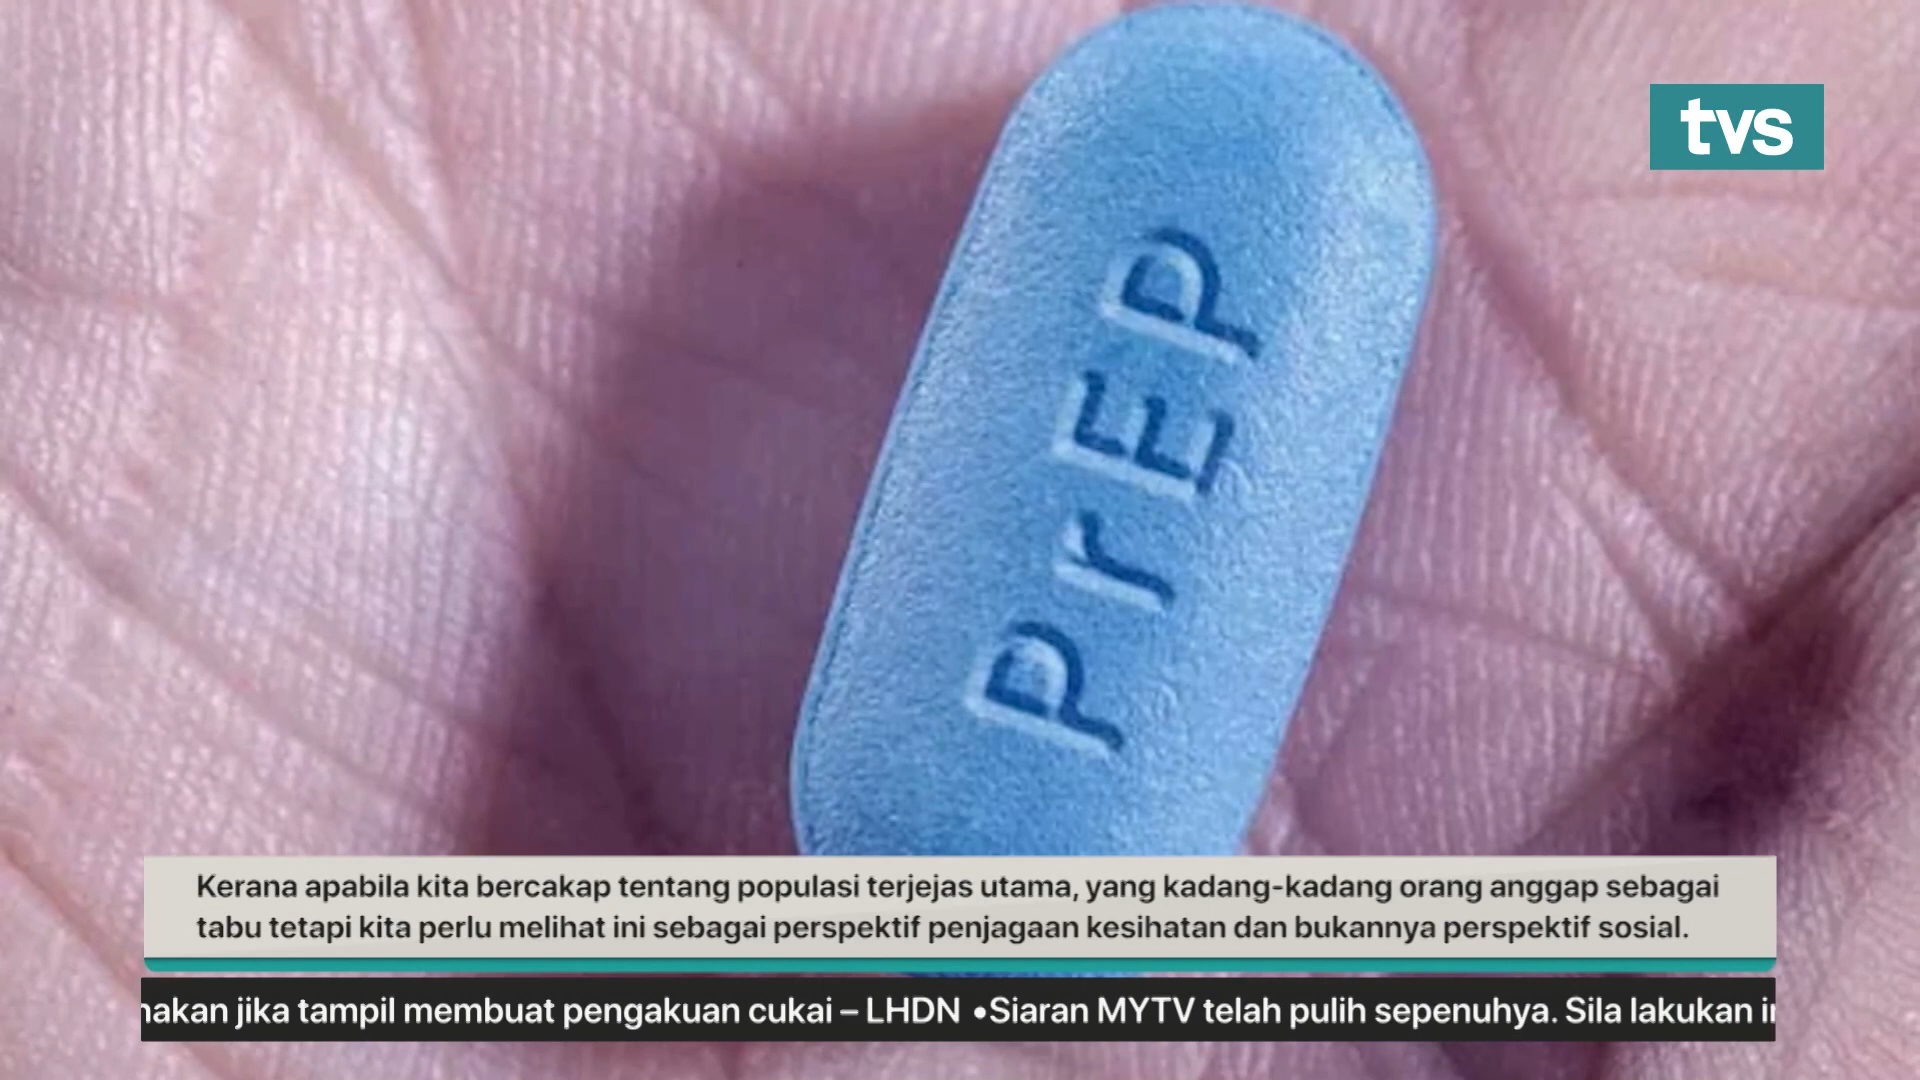 tvs
PrEP
Kerana apabila kita bercakap tentang populasi terjejas utama, yang kadang-kadang orang anggap sebagai
tabu tetapi kita perlu melihat ini sebagai perspektif penjagaan kesihatan dan bukannya perspektif sosial.
jika tampil membuat pengakuan cukai – LHDN •Siaran MYTV telah pulih sepenuhya. Sila lakukan